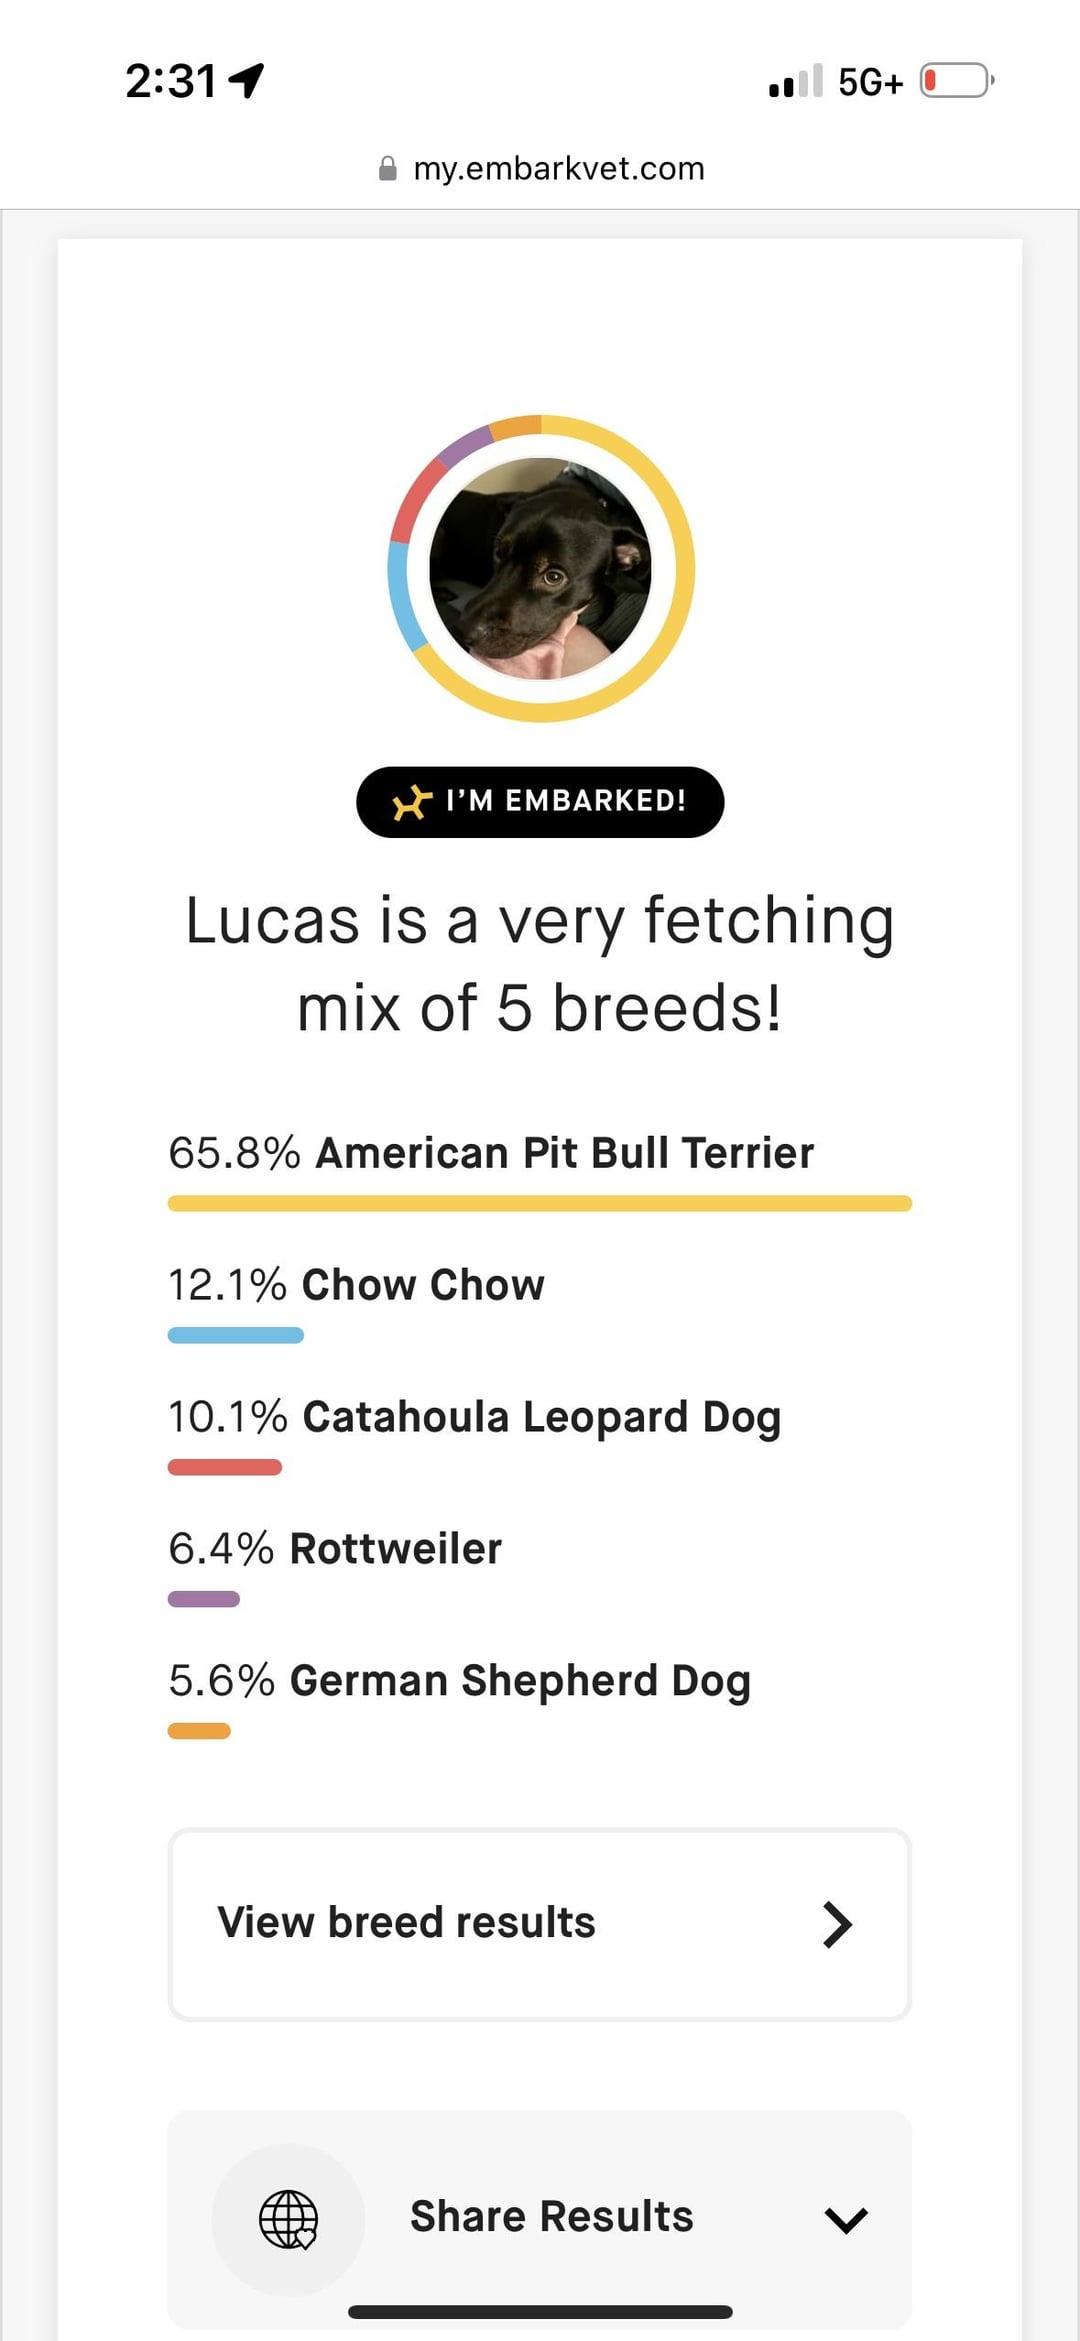 2:31
5G+
my.embarkvet.com
I’M EMBARKED!
Lucas is a very fetching
mix of 5 breeds!
65.8% American Pit Bull Terrier
12.1% Chow Chow
10.1% Catahoula Leopard Dog
6.4% Rottweiler
5.6% German Shepherd Dog
View breed results
Share Results